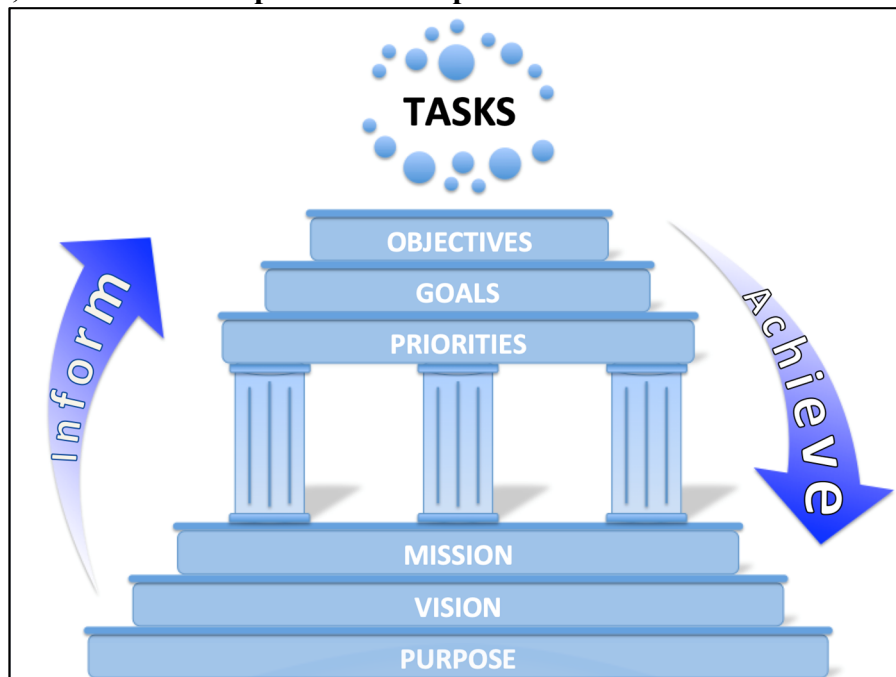 TASKS
OBJECTIVES
GOALS
PRIORITIES
Inform
Achieve
MISSION
VISION
PURPOSE